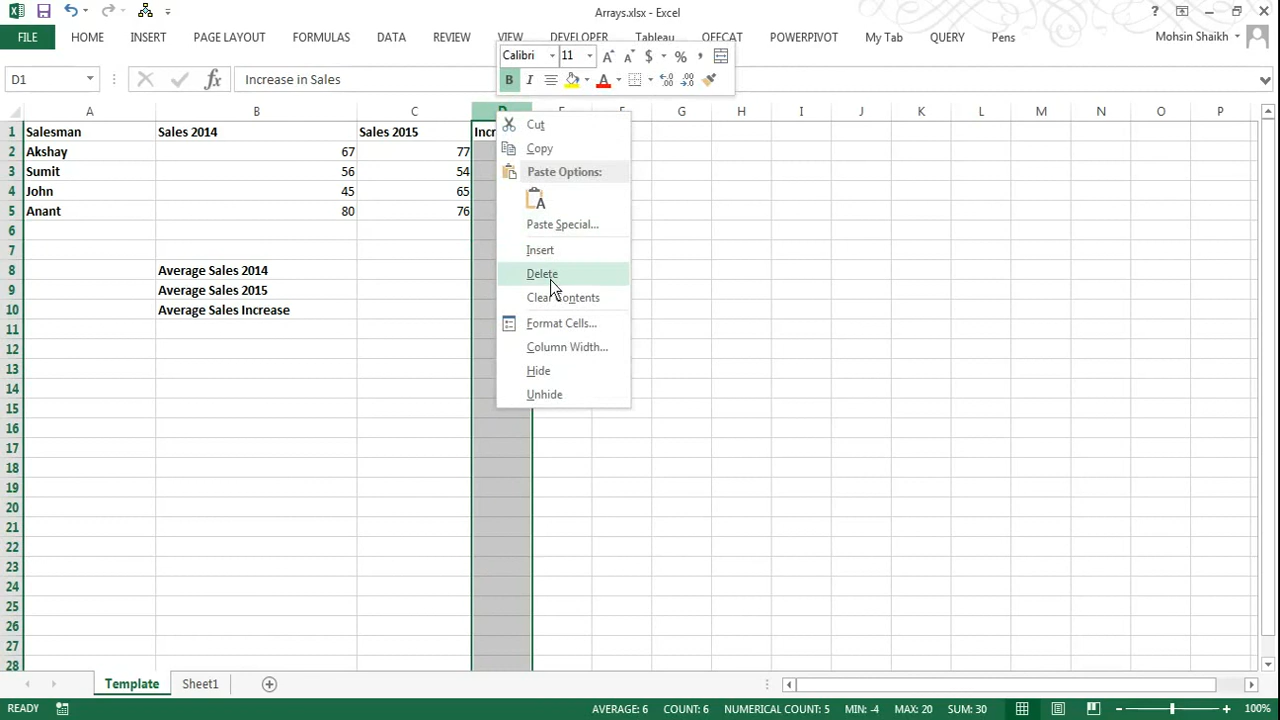 Arrays.xlsx - Excel
FILE HOME INSERT PAGE LAYOUT FORMULAS DATA REVIEW VIEW DEVELOPER Tableau OFFCAT POWERPIVOT My Tab QUERY Pens Mohsin Shaikh
Calibri 11 A A $ % ,
B I A
D1 fx Increase in Sales
A B C D G H I J K L M N O P
1 Salesman Sales 2014 Sales 2015
2 Akshay 67 77
3 Sumit 56 54
4 John 45 65
5 Anant 80 76
6
7
8 Average Sales 2014
9 Average Sales 2015
10 Average Sales Increase
11
12
13
14
15
16
17
18
19
20
21
22
23
24
25
26
27
28
Cut
Copy
Paste Options:
A
Paste Special...
Insert
Delete
Clear Contents
Format Cells...
Column Width...
Hide
Unhide
Template Sheet1
READY AVERAGE: 6 COUNT: 6 NUMERICAL COUNT: 5 MIN: -4 MAX: 20 SUM: 30 100%